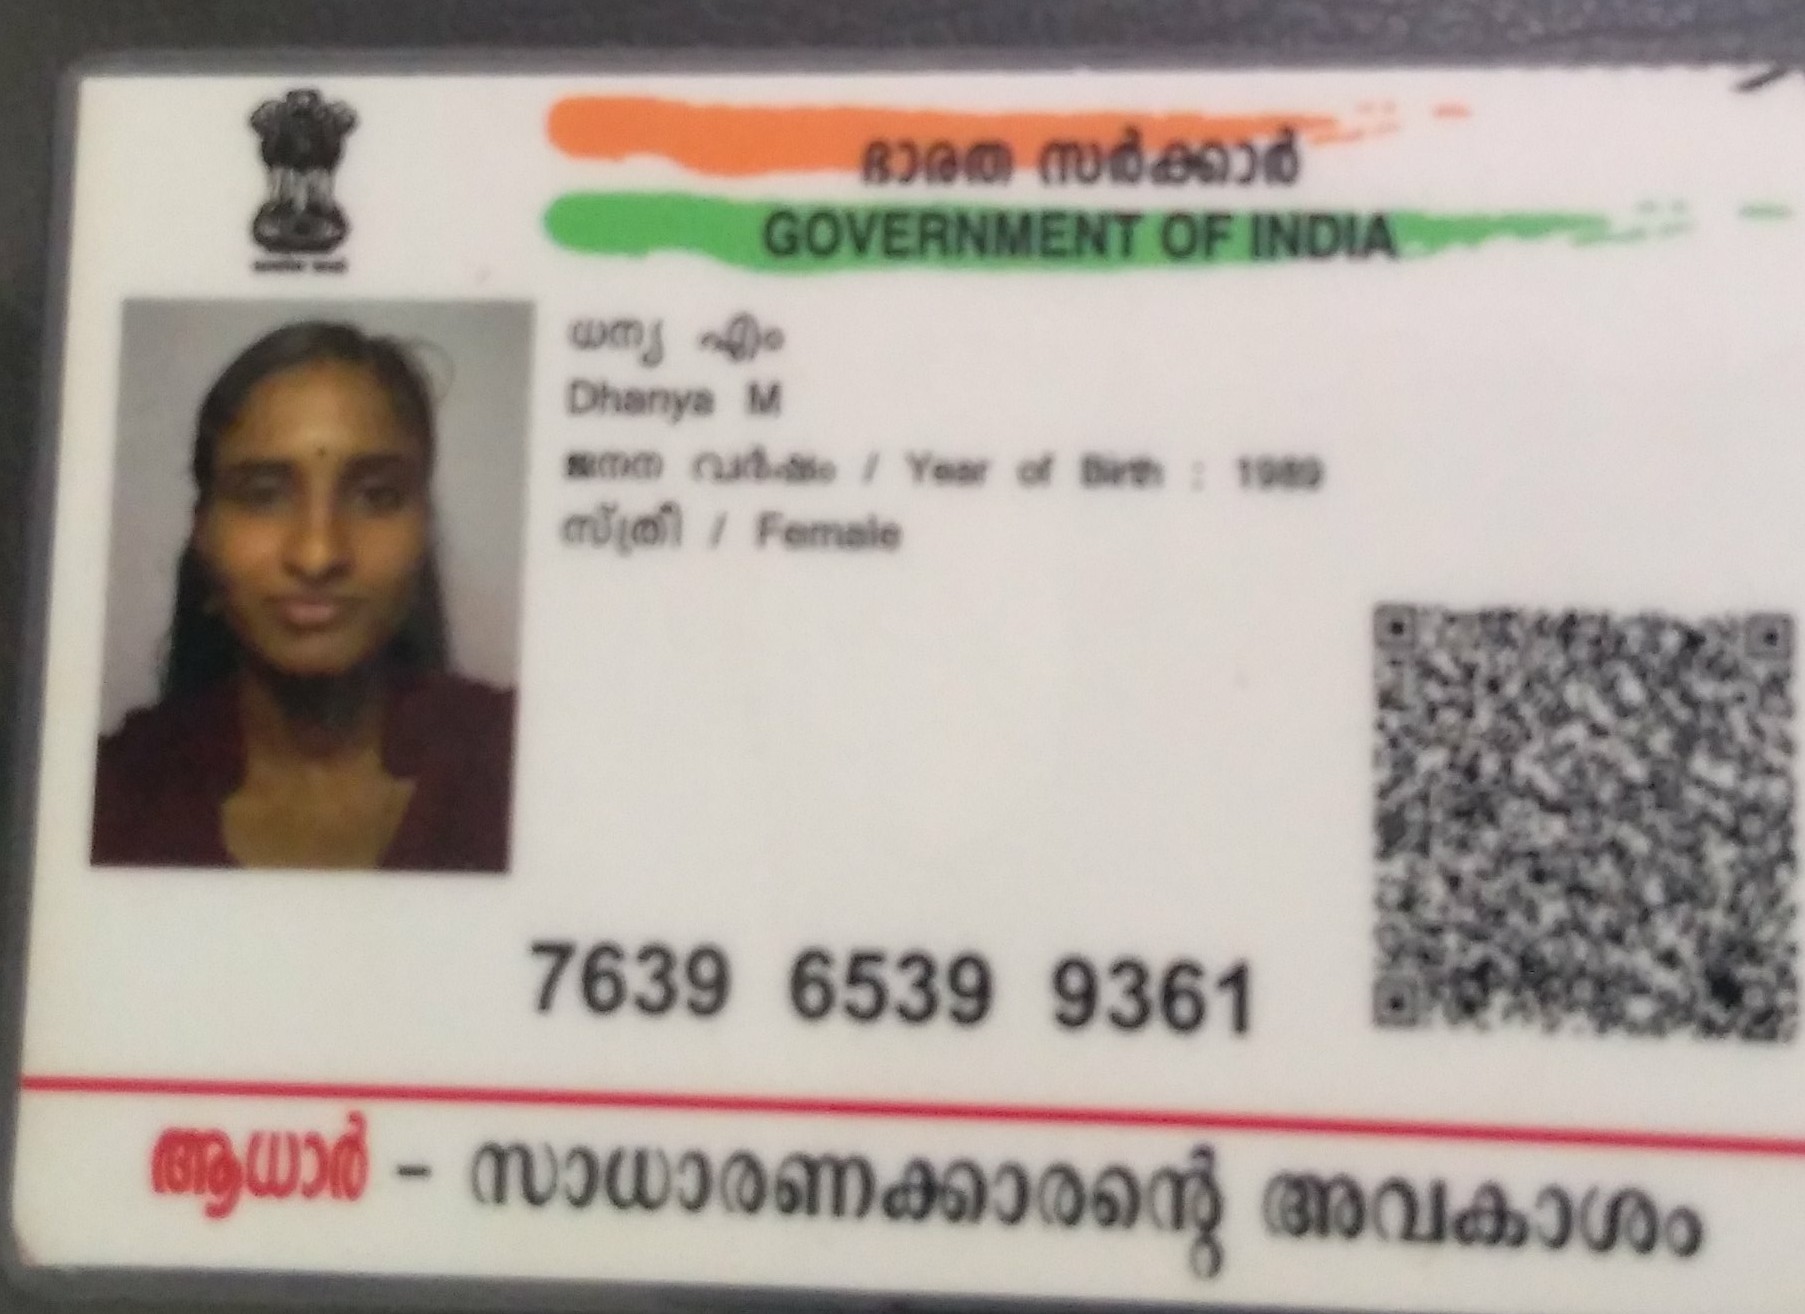 ഭാരത സർക്കാർ
GOVERNMENT OF INDIA
ധന്യ എം
Dhanya M
ജനന വർഷം / Year of Birth : 1989
സ്ത്രീ / Female
7639 6539 9361
ആധാർ - സാധാരണക്കാരന്റെ അവകാശം